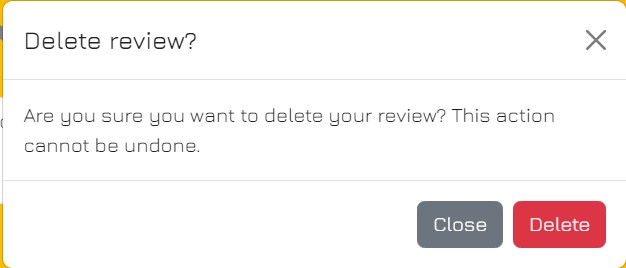 Delete review?
Are you sure you want to delete your review? This action
cannot be undone.
Close Delete